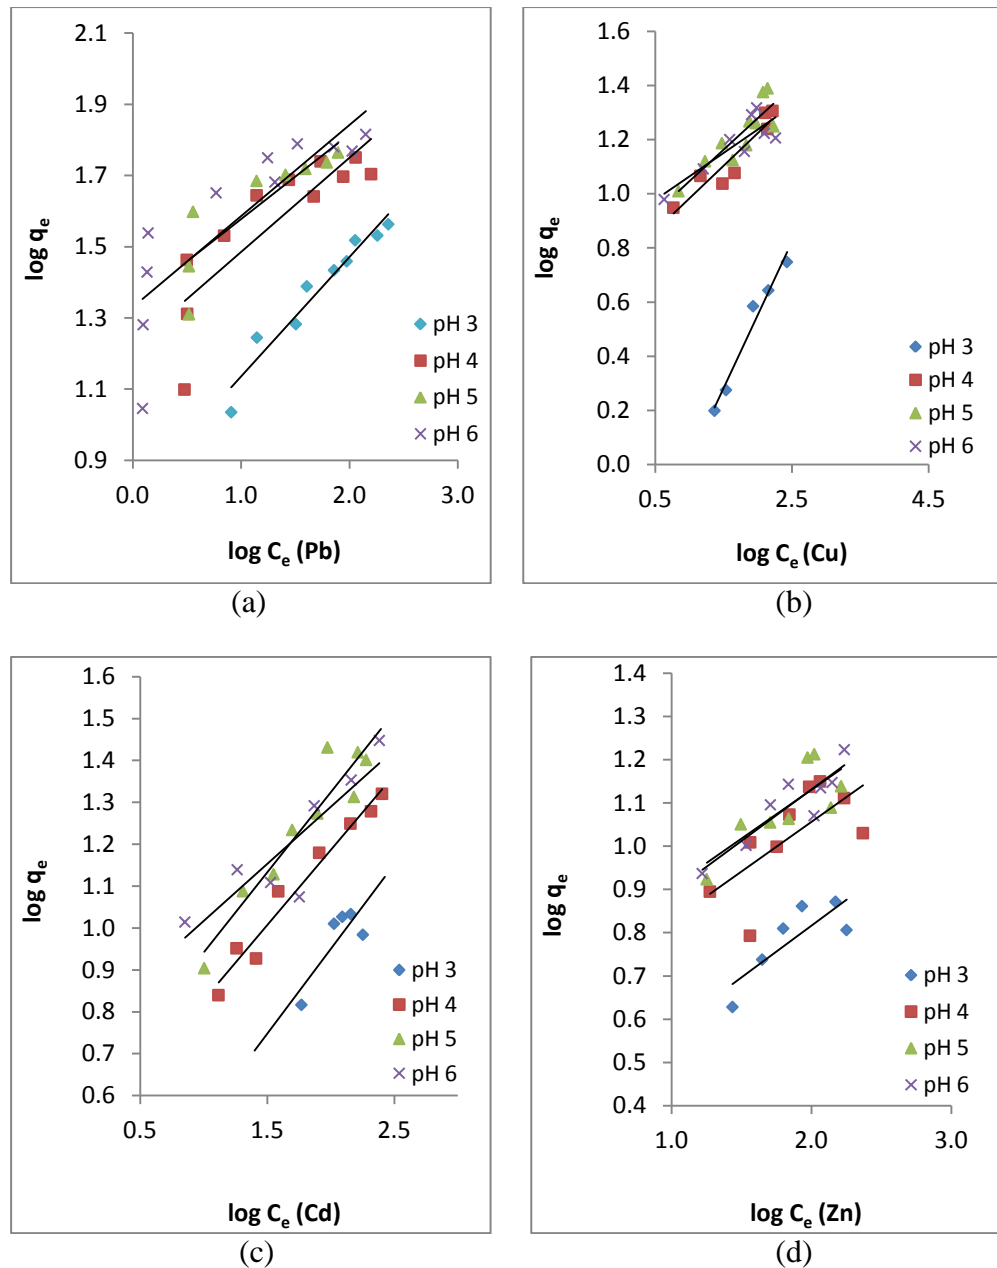 2.1
1.9
1.7
1.5
1.3
1.1
0.9
log qe
0.0 1.0 2.0 3.0
log Ce (Pb)
pH 3
pH 4
pH 5
pH 6
(a)
1.6
1.4
1.2
1.0
0.8
0.6
0.4
0.2
0.0
log qe
0.5 2.5 4.5
log Ce (Cu)
pH 3
pH 4
pH 5
pH 6
(b)
1.6
1.5
1.4
1.3
1.2
1.1
1.0
0.9
0.8
0.7
0.6
log qe
0.5 1.5 2.5
log Ce (Cd)
pH 3
pH 4
pH 5
pH 6
(c)
1.4
1.3
1.2
1.1
1.0
0.9
0.8
0.7
0.6
0.5
0.4
log qe
1.0 2.0 3.0
log Ce (Zn)
pH 3
pH 4
pH 5
pH 6
(d)